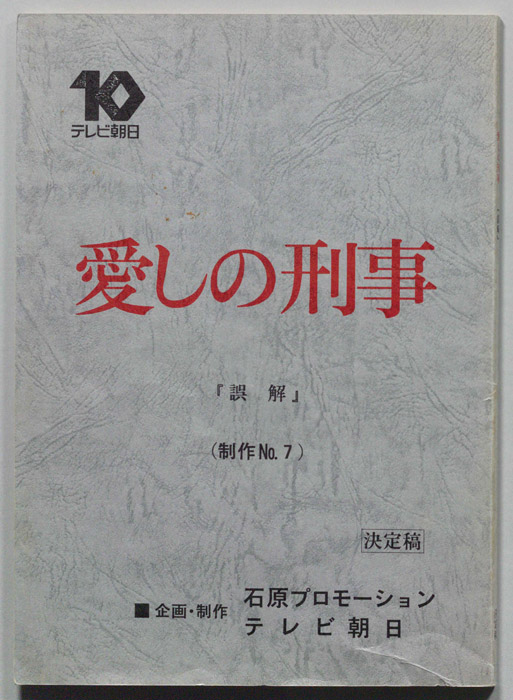 10
テレビ朝日
愛しの刑事
『誤 解』
(制作No.7)
決定稿
■企画・制作 石原プロモーション
テレビ朝日